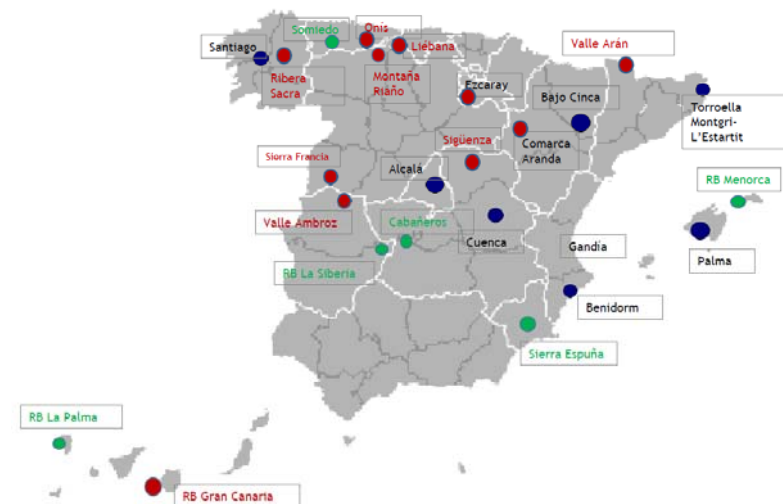 Somiedo
Onís
Santiago
Liébana
Valle Arán
Ribera
Sacra
Montaña
Riaño
Ezcaray
Bajo Cinca
Torroella
Montgrí-
L'Estartit
Sigüenza
Comarca
Aranda
Sierra Francia
Alcalá
RB Menorca
Valle Ambroz
Cabañeros
Cuenca
Gandía
Palma
RB La Siberia
Benidorm
Sierra Espuña
RB La Palma
RB Gran Canaria